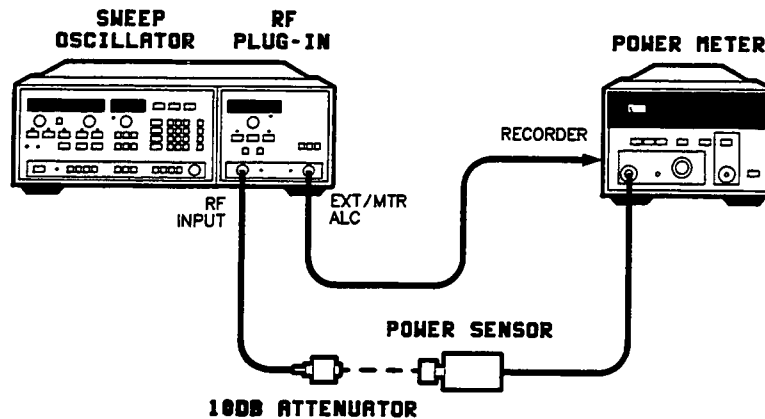 SWEEP
OSCILLATOR
RF
PLUG-IN
POWER METER
RECORDER
RF
INPUT
EXT/MTR
ALC
POWER SENSOR
10DB ATTENUATOR